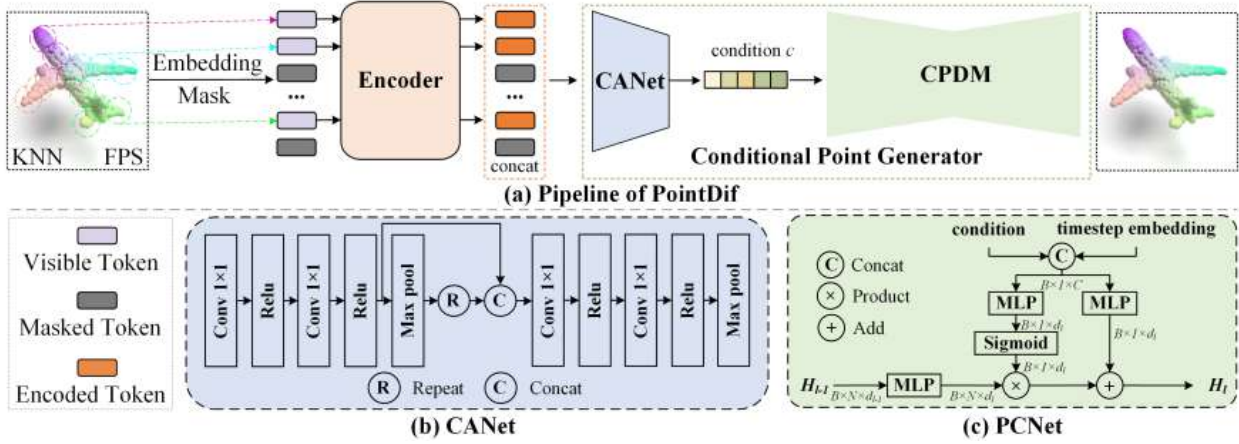 Embedding
Mask
KNN
FPS
...
Encoder
...
concat
CANet
condition c
CPDM
Conditional Point Generator
(a) Pipeline of PointDif
Visible Token
Masked Token
Encoded Token
Conv 1×1
Relu
Conv 1×1
Relu
Max pool
R
C
Conv 1×1
Relu
Conv 1×1
Relu
Max pool
R Repeat
C Concat
(b) CANet
condition
timestep embedding
C Concat
× Product
+ Add
C
B×1×C
MLP
MLP
B×1×dₗ
B×1×dₗ
Sigmoid
B×1×dₗ
Hₗ₋₁
B×N×dₗ₋₁
MLP
B×N×dₗ
×
+
Hₗ
(c) PCNet